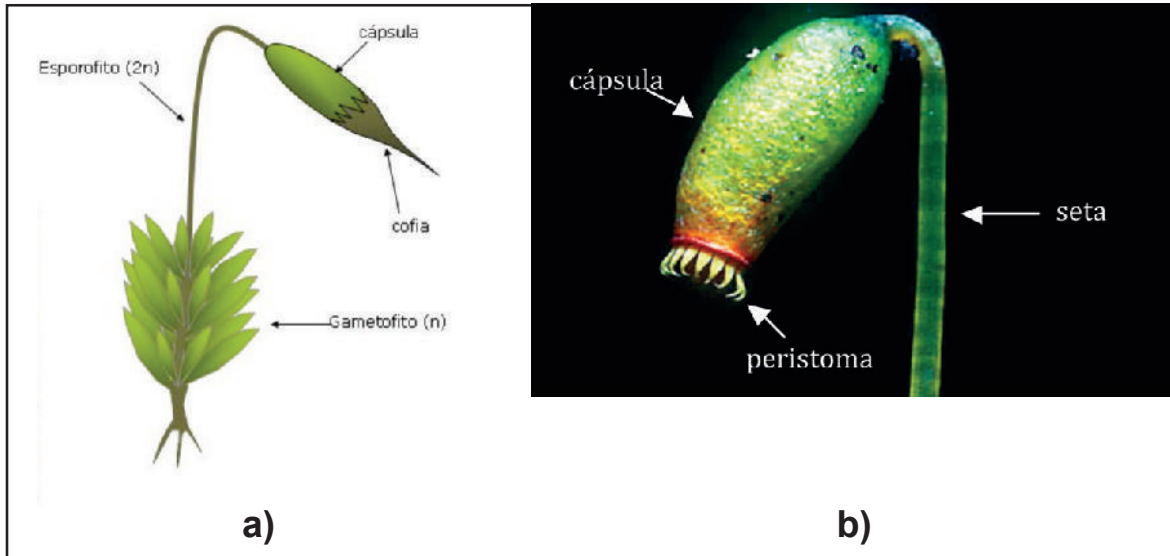 cápsula
Esporofito (2n)
cofia
Gametofito (n)
a)
cápsula
seta
peristoma
b)